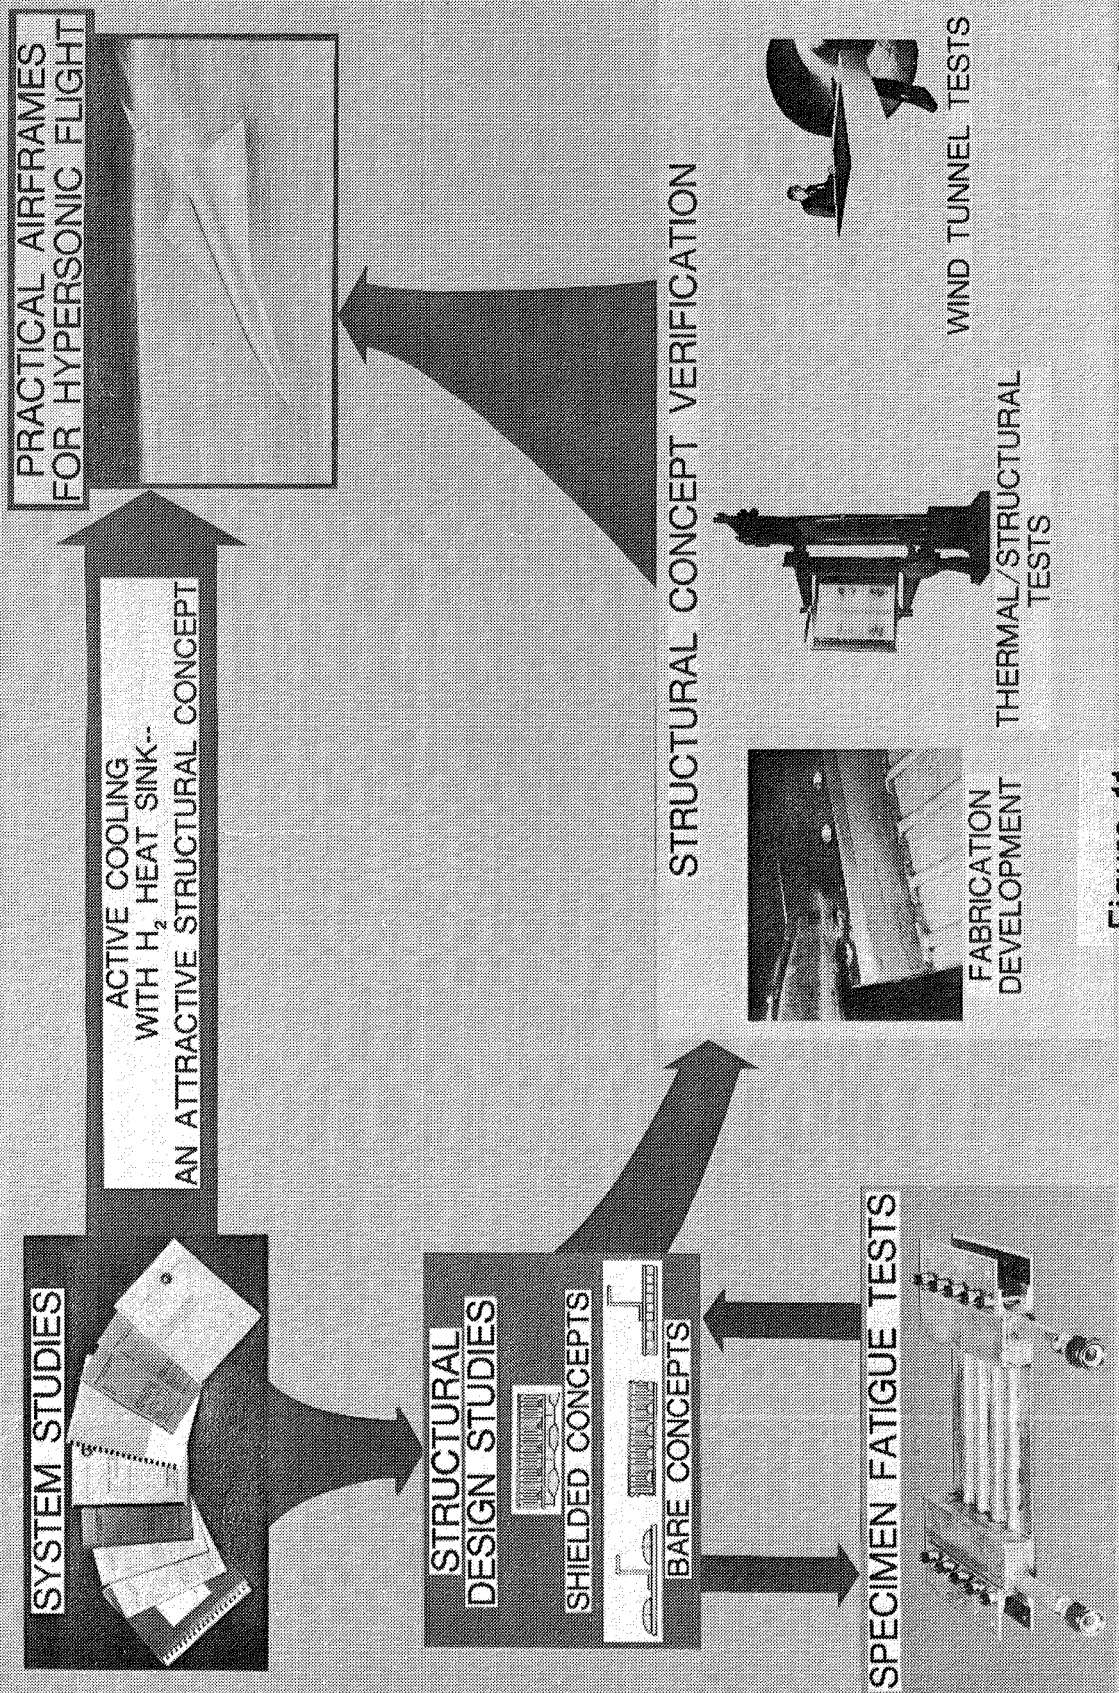 SYSTEM STUDIES
ACTIVE COOLING
WITH H₂ HEAT SINK--
AN ATTRACTIVE STRUCTURAL CONCEPT
PRACTICAL AIRFRAMES
FOR HYPERSONIC FLIGHT
STRUCTURAL
DESIGN STUDIES
SHIELDED CONCEPTS
BARE CONCEPTS
SPECIMEN FATIGUE TESTS
STRUCTURAL CONCEPT VERIFICATION
FABRICATION
DEVELOPMENT
THERMAL/STRUCTURAL
TESTS
WIND TUNNEL TESTS